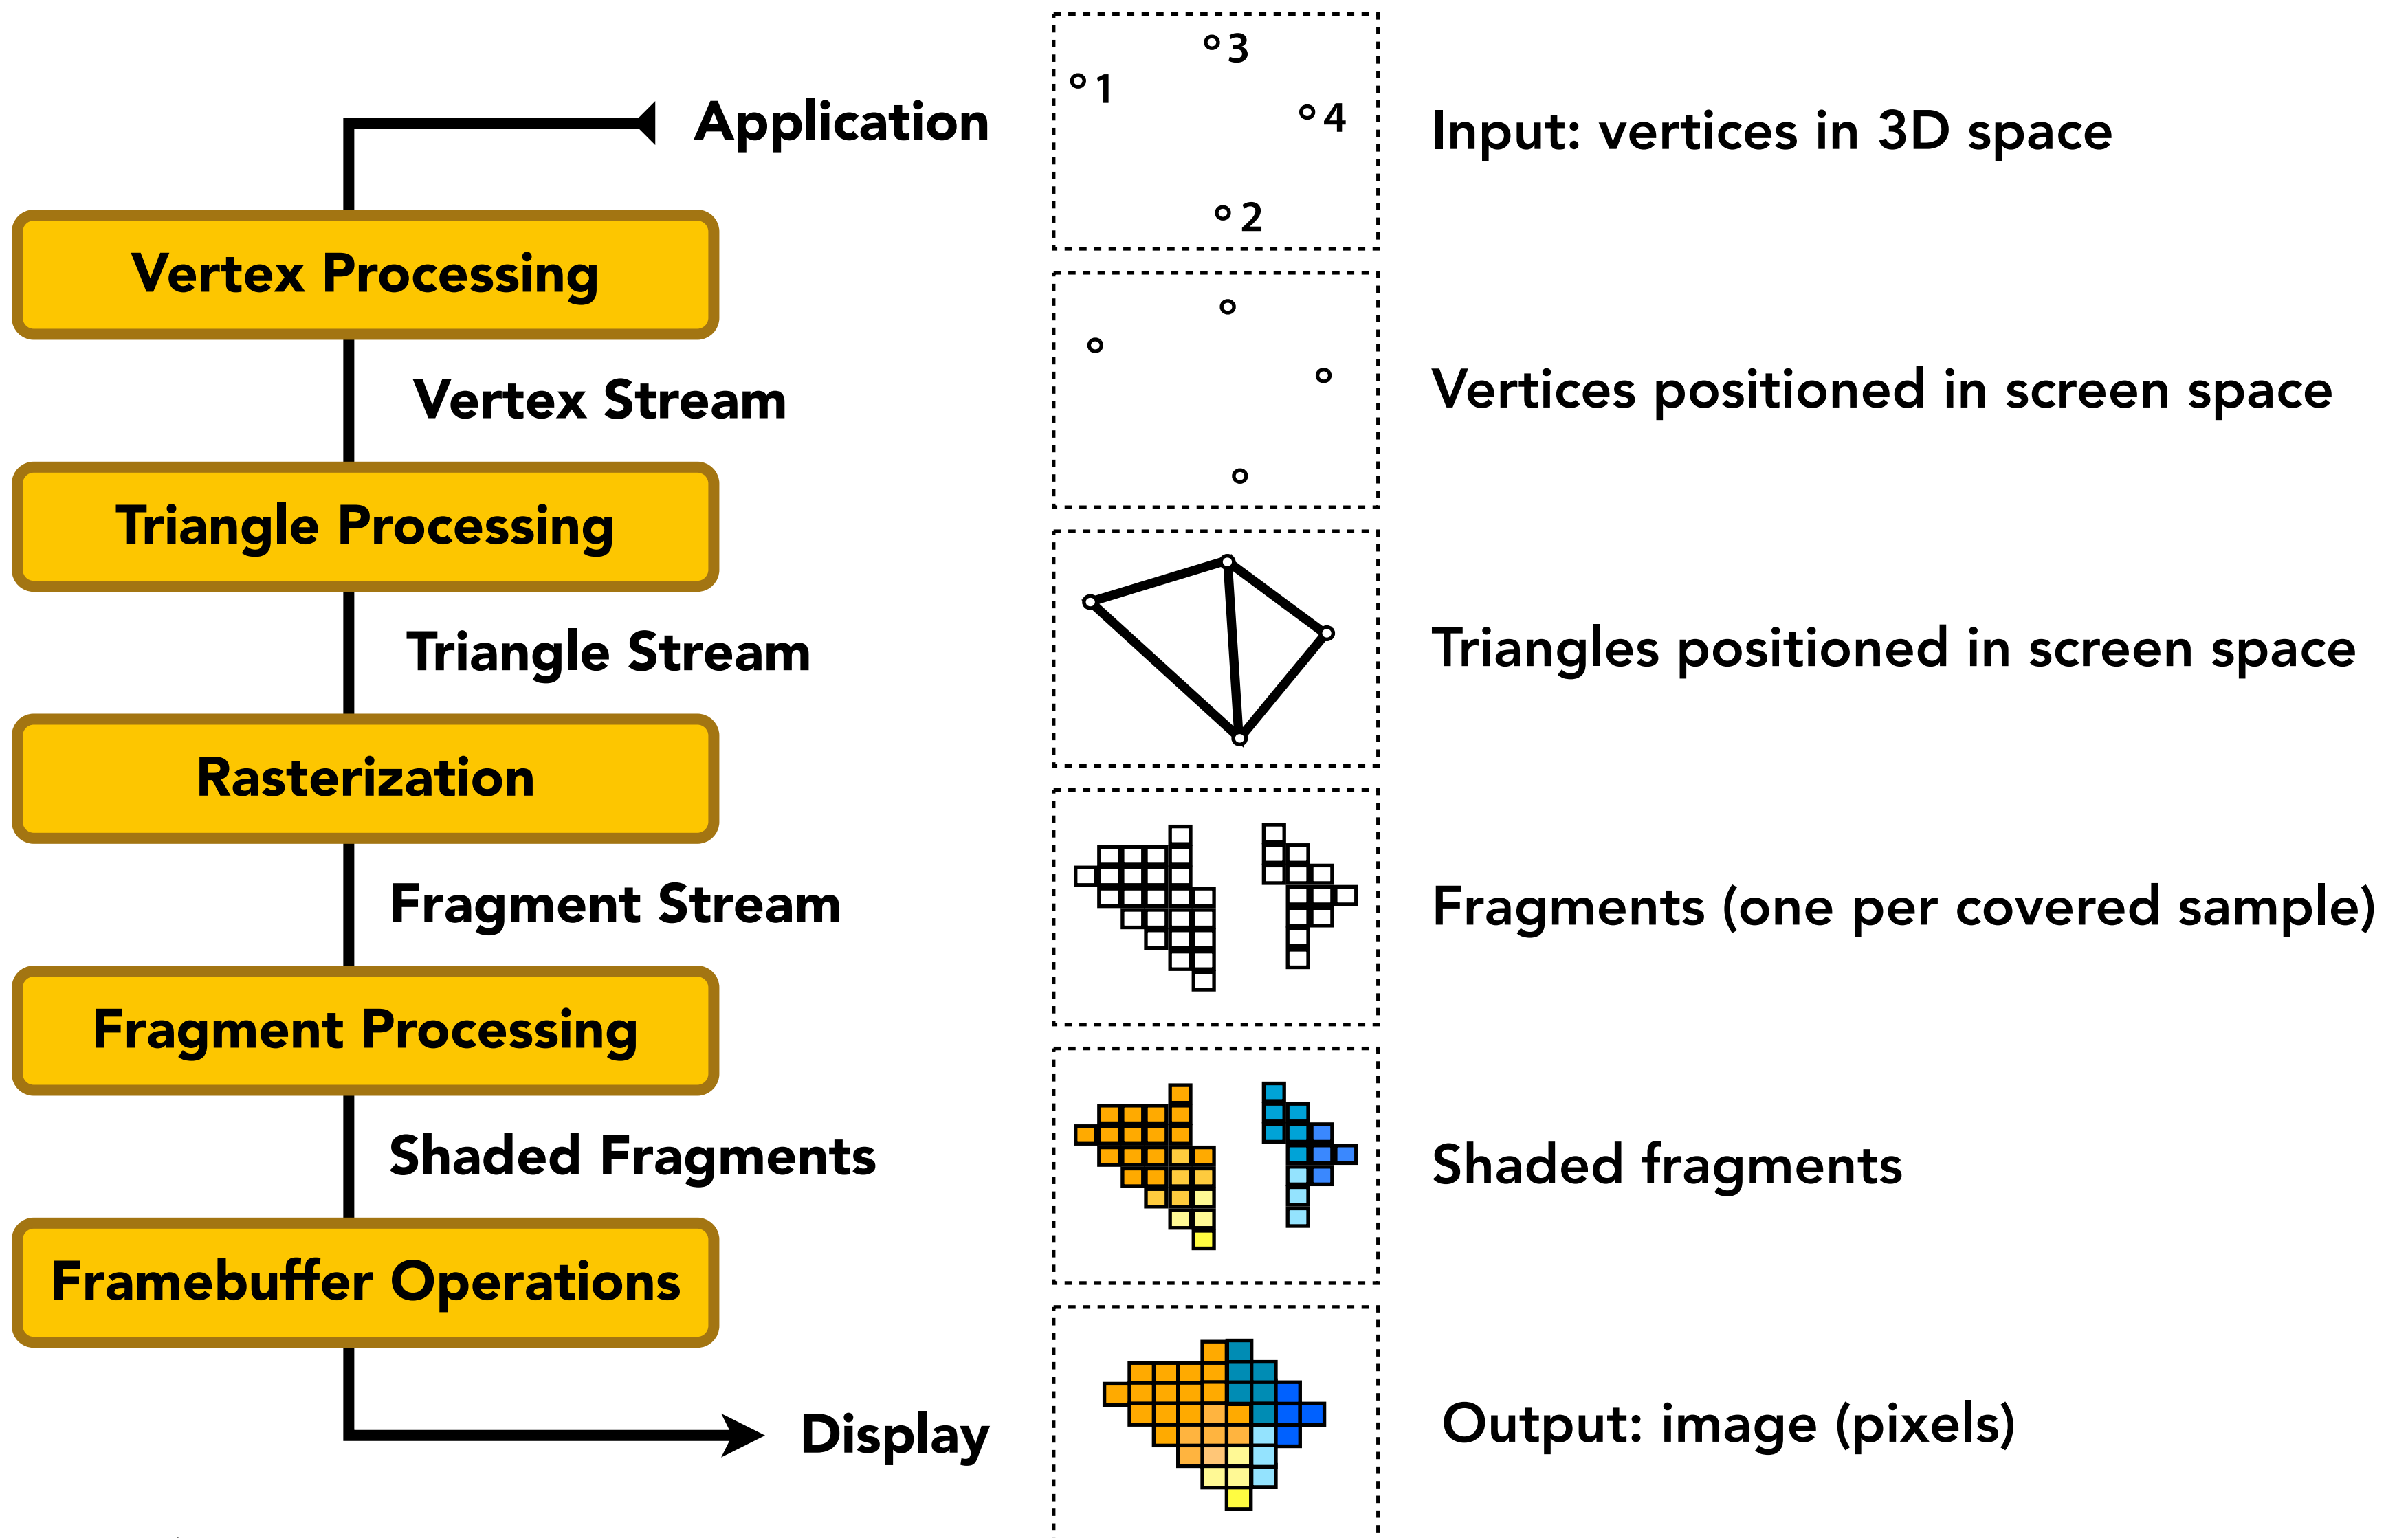 Application
3
1
4
2
Input: vertices in 3D space
Vertex Processing
Vertex Stream
Vertices positioned in screen space
Triangle Processing
Triangle Stream
Triangles positioned in screen space
Rasterization
Fragment Stream
Fragments (one per covered sample)
Fragment Processing
Shaded Fragments
Shaded fragments
Framebuffer Operations
Display
Output: image (pixels)